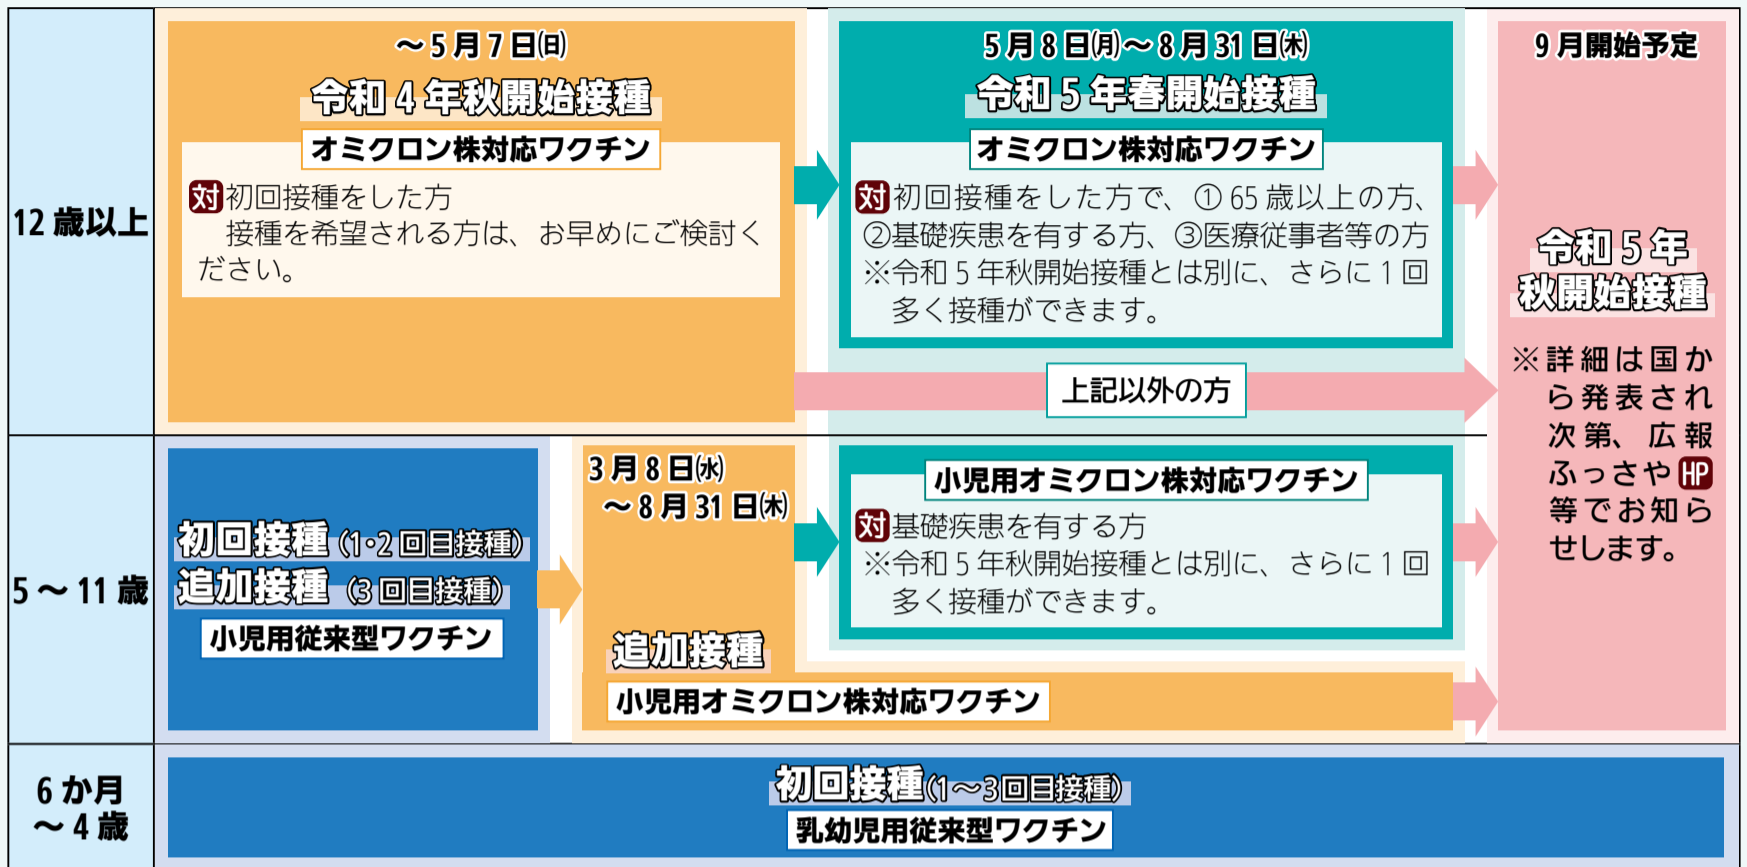 12歳以上
～5月7日(日)
令和4年秋開始接種
オミクロン株対応ワクチン
対初回接種をした方
接種を希望される方は、お早めにご検討く
ださい。
5月8日(月)～8月31日(木)
令和5年春開始接種
オミクロン株対応ワクチン
対初回接種をした方で、①65歳以上の方、
②基礎疾患を有する方、③医療従事者等の方
※令和5年秋開始接種とは別に、さらに1回
多く接種ができます。
上記以外の方
9月開始予定
令和5年
秋開始接種
※詳細は国か
ら発表され
次第、広報
ふっさやHP
等でお知ら
せします。
5～11歳
初回接種(1・2回目接種)
追加接種(3回目接種)
小児用従来型ワクチン
3月8日(水)
～8月31日(木)
追加接種
小児用オミクロン株対応ワクチン
小児用オミクロン株対応ワクチン
対基礎疾患を有する方
※令和5年秋開始接種とは別に、さらに1回
多く接種ができます。
6か月
～4歳
初回接種(1～3回目接種)
乳幼児用従来型ワクチン